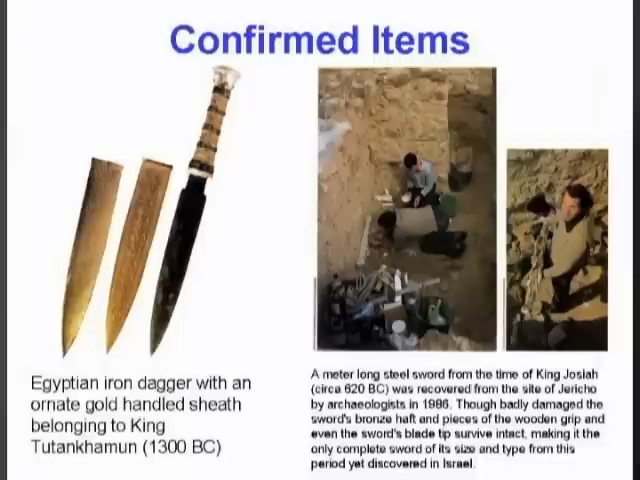 Confirmed Items
Egyptian iron dagger with an
ornate gold handled sheath
belonging to King
Tutankhamun (1300 BC)
A meter long steel sword from the time of King Josiah
(circa 620 BC) was recovered from the site of Jericho
by archaeologists in 1986. Though badly damaged the
sword's bronze haft and pieces of the wooden grip and
even the sword's blade tip survive intact, making it the
only complete sword of its size and type from this
period yet discovered in Israel.